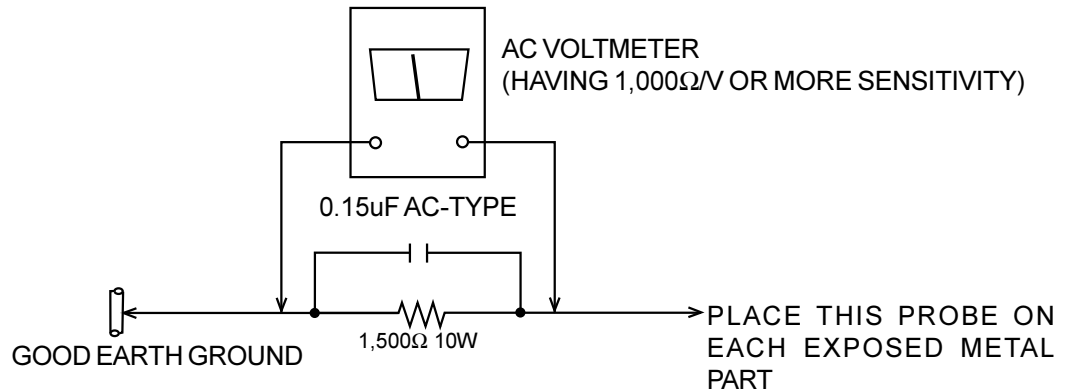 AC VOLTMETER
(HAVING 1,000Ω/V OR MORE SENSITIVITY)
0.15uF AC-TYPE
1,500Ω 10W
GOOD EARTH GROUND
PLACE THIS PROBE ON
EACH EXPOSED METAL
PART